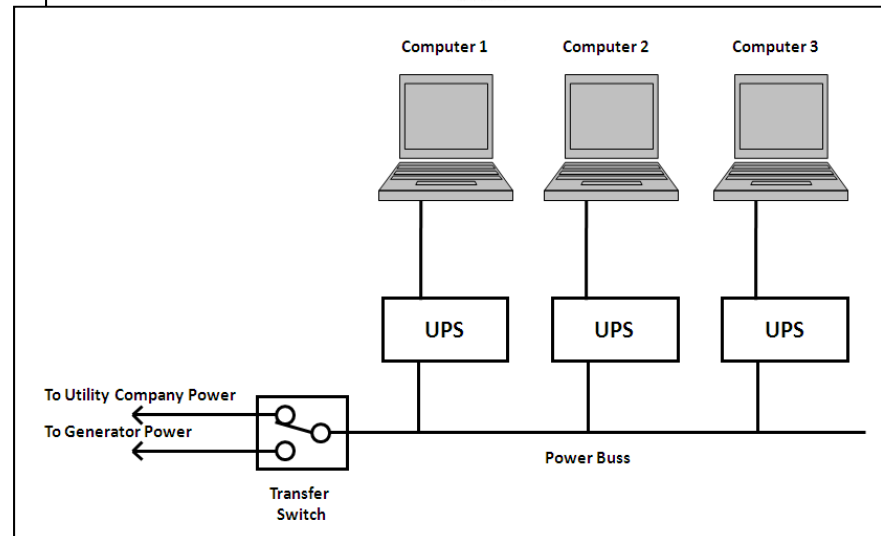 Computer 1
Computer 2
Computer 3
UPS
UPS
UPS
To Utility Company Power
To Generator Power
Power Buss
Transfer
Switch